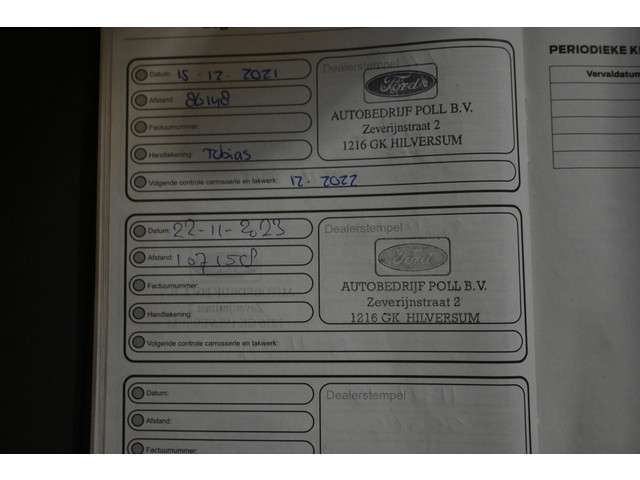 PERIODIEKE K
Vervaldatum
Datum: 15-12-2021
Afstand: 86148
Factuurnummer:
Handtekening: Tobias
Volgende controle carrosserie en lakwerk: 12-2022
Dealerstempel
Ford
AUTOBEDRIJF POLL B.V.
Zeverijnstraat 2
1216 GK HILVERSUM
Datum: 22-11-2023
Afstand:
Factuurnummer:
Handtekening:
Volgende controle carrosserie en lakwerk:
Dealerstempel
Ford
AUTOBEDRIJF POLL B.V.
Zeverijnstraat 2
1216 GK HILVERSUM
Datum:
Afstand:
Factuurnummer:
Dealerstempel